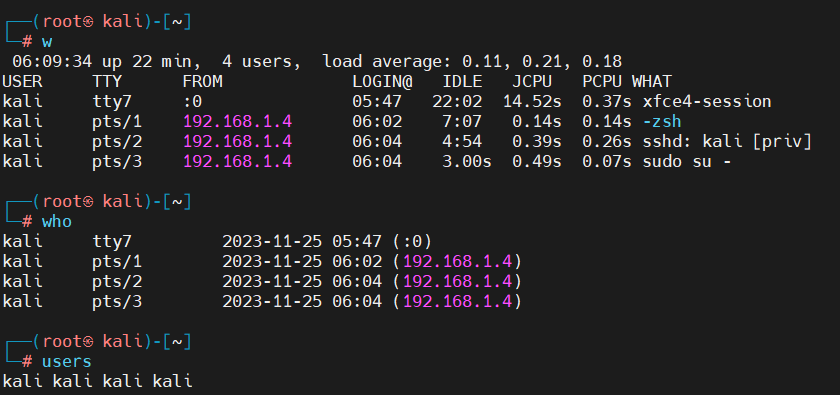 ┌──(root㉿ kali)-[~]
└─# w
 06:09:34 up 22 min,  4 users,  load average: 0.11, 0.21, 0.18
USER     TTY      FROM             LOGIN@   IDLE   JCPU   PCPU WHAT
kali     tty7     :0               05:47   22:02  14.52s  0.37s xfce4-session
kali     pts/1    192.168.1.4      06:02    7:07   0.14s  0.14s -zsh
kali     pts/2    192.168.1.4      06:04    4:54   0.39s  0.26s sshd: kali [priv]
kali     pts/3    192.168.1.4      06:04    3.00s  0.49s  0.07s sudo su -
┌──(root㉿ kali)-[~]
└─# who
kali     tty7         2023-11-25 05:47 (:0)
kali     pts/1        2023-11-25 06:02 (192.168.1.4)
kali     pts/2        2023-11-25 06:04 (192.168.1.4)
kali     pts/3        2023-11-25 06:04 (192.168.1.4)
┌──(root㉿ kali)-[~]
└─# users
kali kali kali kali